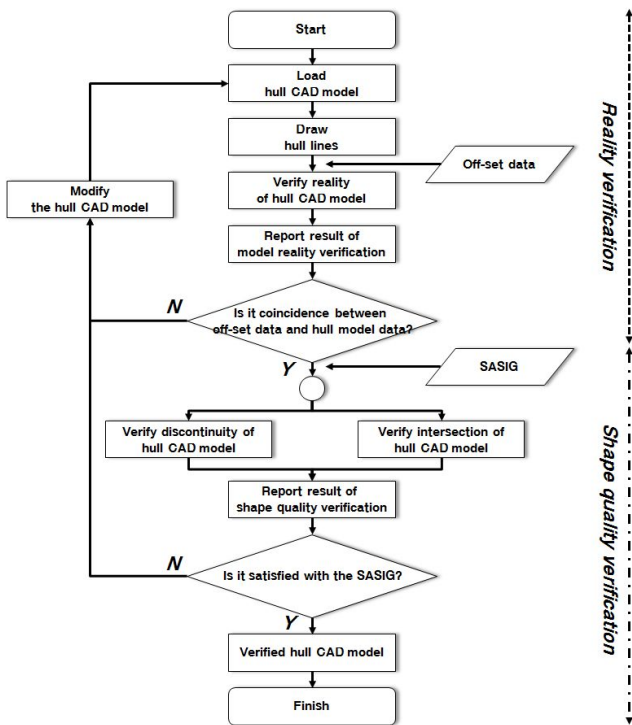 Start
Load
hull CAD model
Draw
hull lines
Off-set data
Verify reality
of hull CAD model
Modify
the hull CAD model
Report result of
model reality verification
N
Is it coincidence between
off-set data and hull model data?
Y
SASIG
Verify discontinuity of
hull CAD model
Verify intersection of
hull CAD model
Report result of
shape quality verification
N
Is it satisfied with the SASIG?
Y
Verified hull CAD model
Finish
Reality verification
Shape quality verification